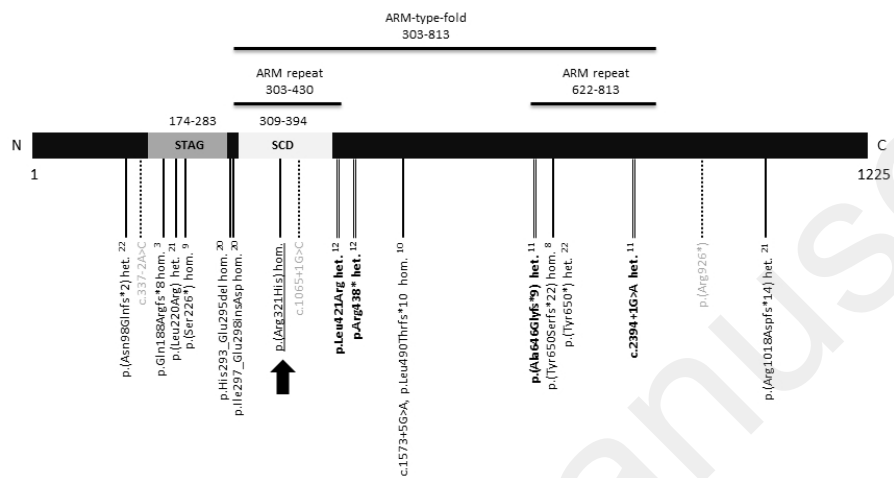 ARM-type-fold
303-813
ARM repeat
303-430
ARM repeat
622-813
174-283
309-394
N
STAG
SCD
C
1
1225
p.(Asn98Glnfs*2) het. 22
c.337-2A>C
p.Gln188Argfs*8 hom. 3
p.(Leu220Arg) het. 21
p.(Ser226*) hom. 9
p.His293_Glu295del hom. 20
p.Ile297_Glu298insAsp hom. 20
p.(Arg321His) hom.
c.1065+1G>C
p.Leu421Arg het. 12
p.Arg438* het. 12
c.1573+5G>A, p.Leu490Thrfs*10 hom. 10
p.(Ala646Glyfs*9) het. 11
p.(Tyr650Serfs*22) hom. 8
p.(Tyr650*) het. 22
c.2394+1G>A het. 11
p.(Arg926*)
p.(Arg1018Aspfs*14) het. 21
anus